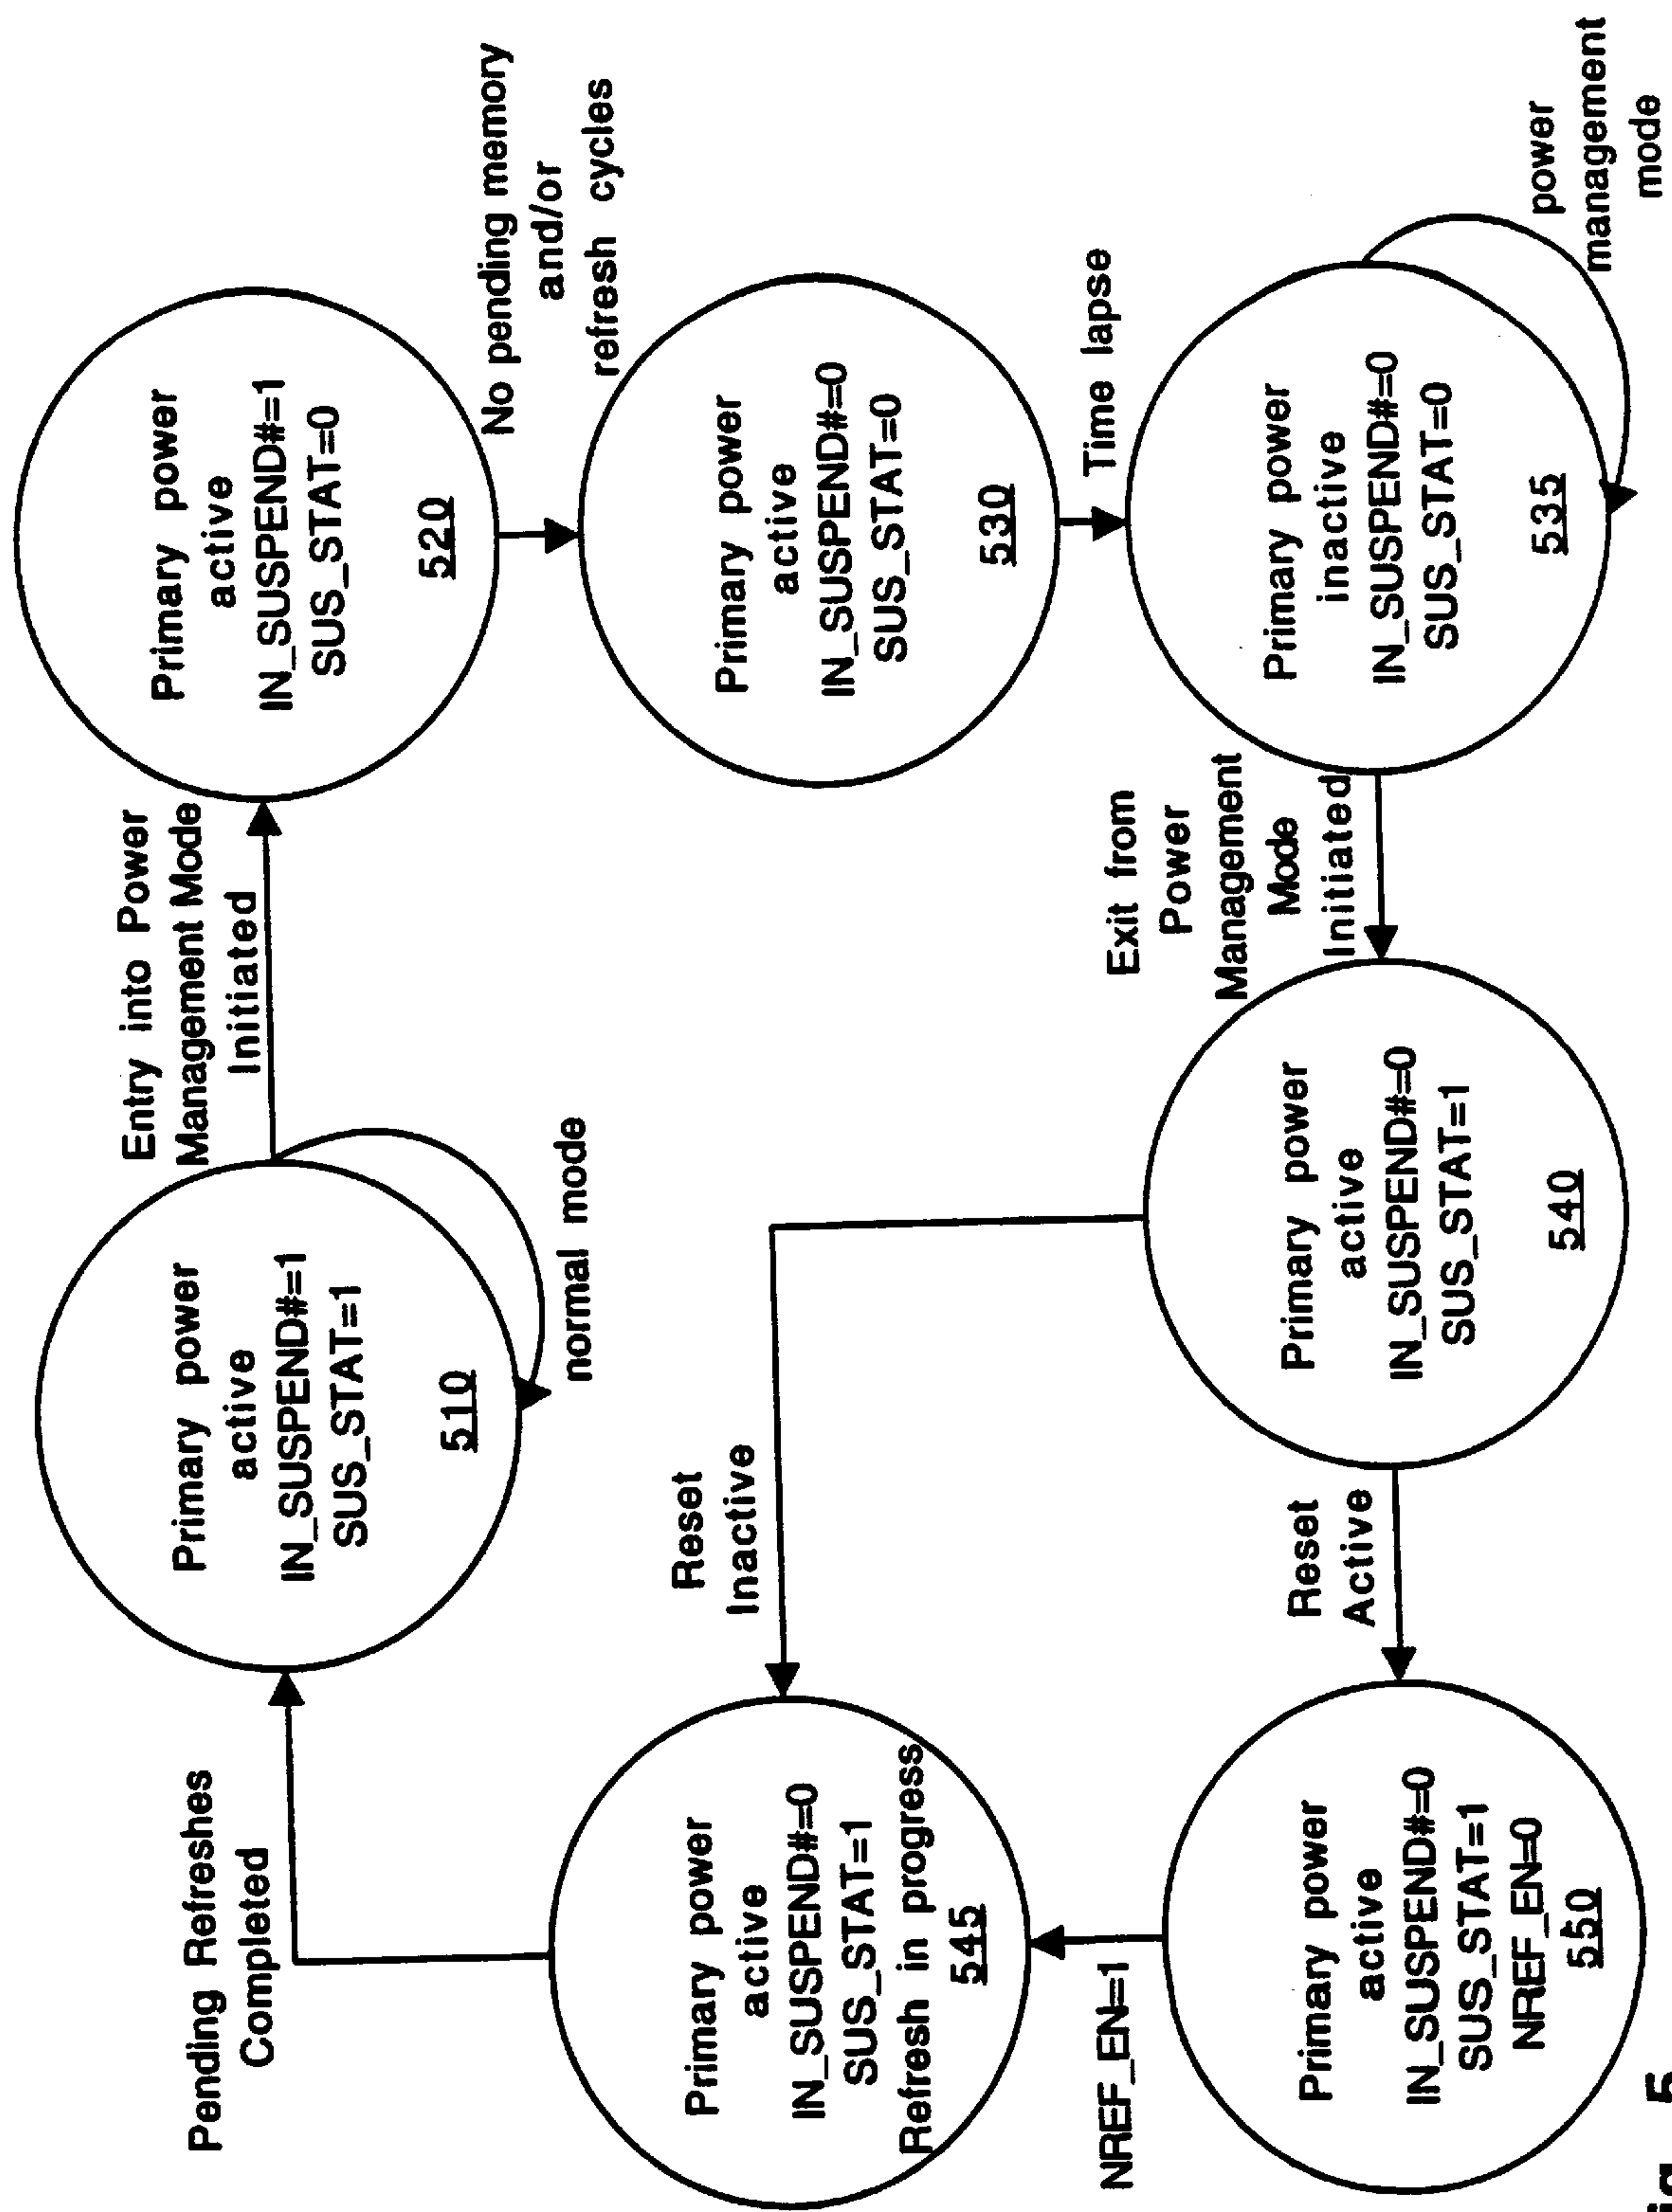 Pending Refreshes
Completed
Primary power
active
IN_SUSPEND#=1
SUS_STAT=1
510
normal mode
Entry into Power
Management Mode
Initiated
Primary power
active
IN_SUSPEND#=1
SUS_STAT=0
520
No pending memory
and/or
refresh cycles
Primary power
active
IN_SUSPEND#=0
SUS_STAT=1
Refresh in progress
545
Reset
Inactive
Primary power
active
IN_SUSPEND#=0
SUS_STAT=0
530
Time lapse
NREF_EN=1
Primary power
active
IN_SUSPEND#=0
SUS_STAT=1
NREF_EN=0
550
Reset
Active
Primary power
active
IN_SUSPEND#=0
SUS_STAT=1
540
Exit from
Power
Management
Mode
Initiated
Primary power
inactive
IN_SUSPEND#=0
SUS_STAT=0
535
power
management
mode
5